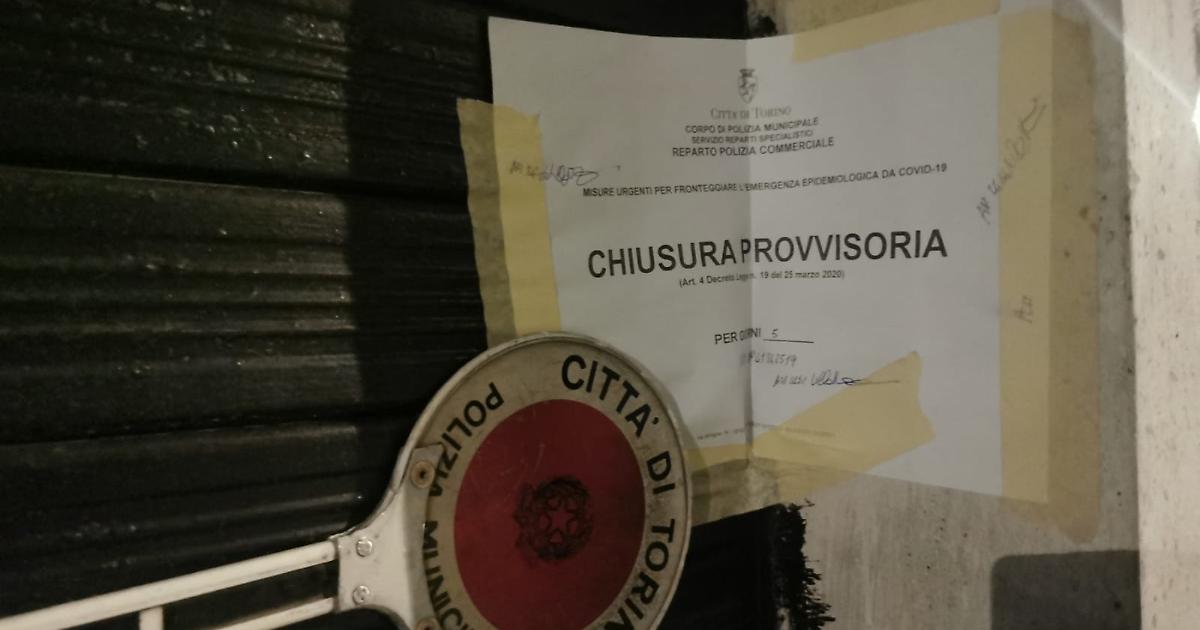 CITTÀ DI TORINO
CORPO DI POLIZIA MUNICIPALE
SERVIZIO REPARTI SPECIALISTICI
REPARTO POLIZIA COMMERCIALE
MISURE URGENTI PER FRONTEGGIARE L'EMERGENZA EPIDEMIOLOGICA DA COVID-19
CHIUSURA PROVVISORIA
(Art. 4 Decreto n. 19 del 25 marzo 2020)
PER GIORNI 5
CITTA' DI TORINO
POLIZIA MUNICI